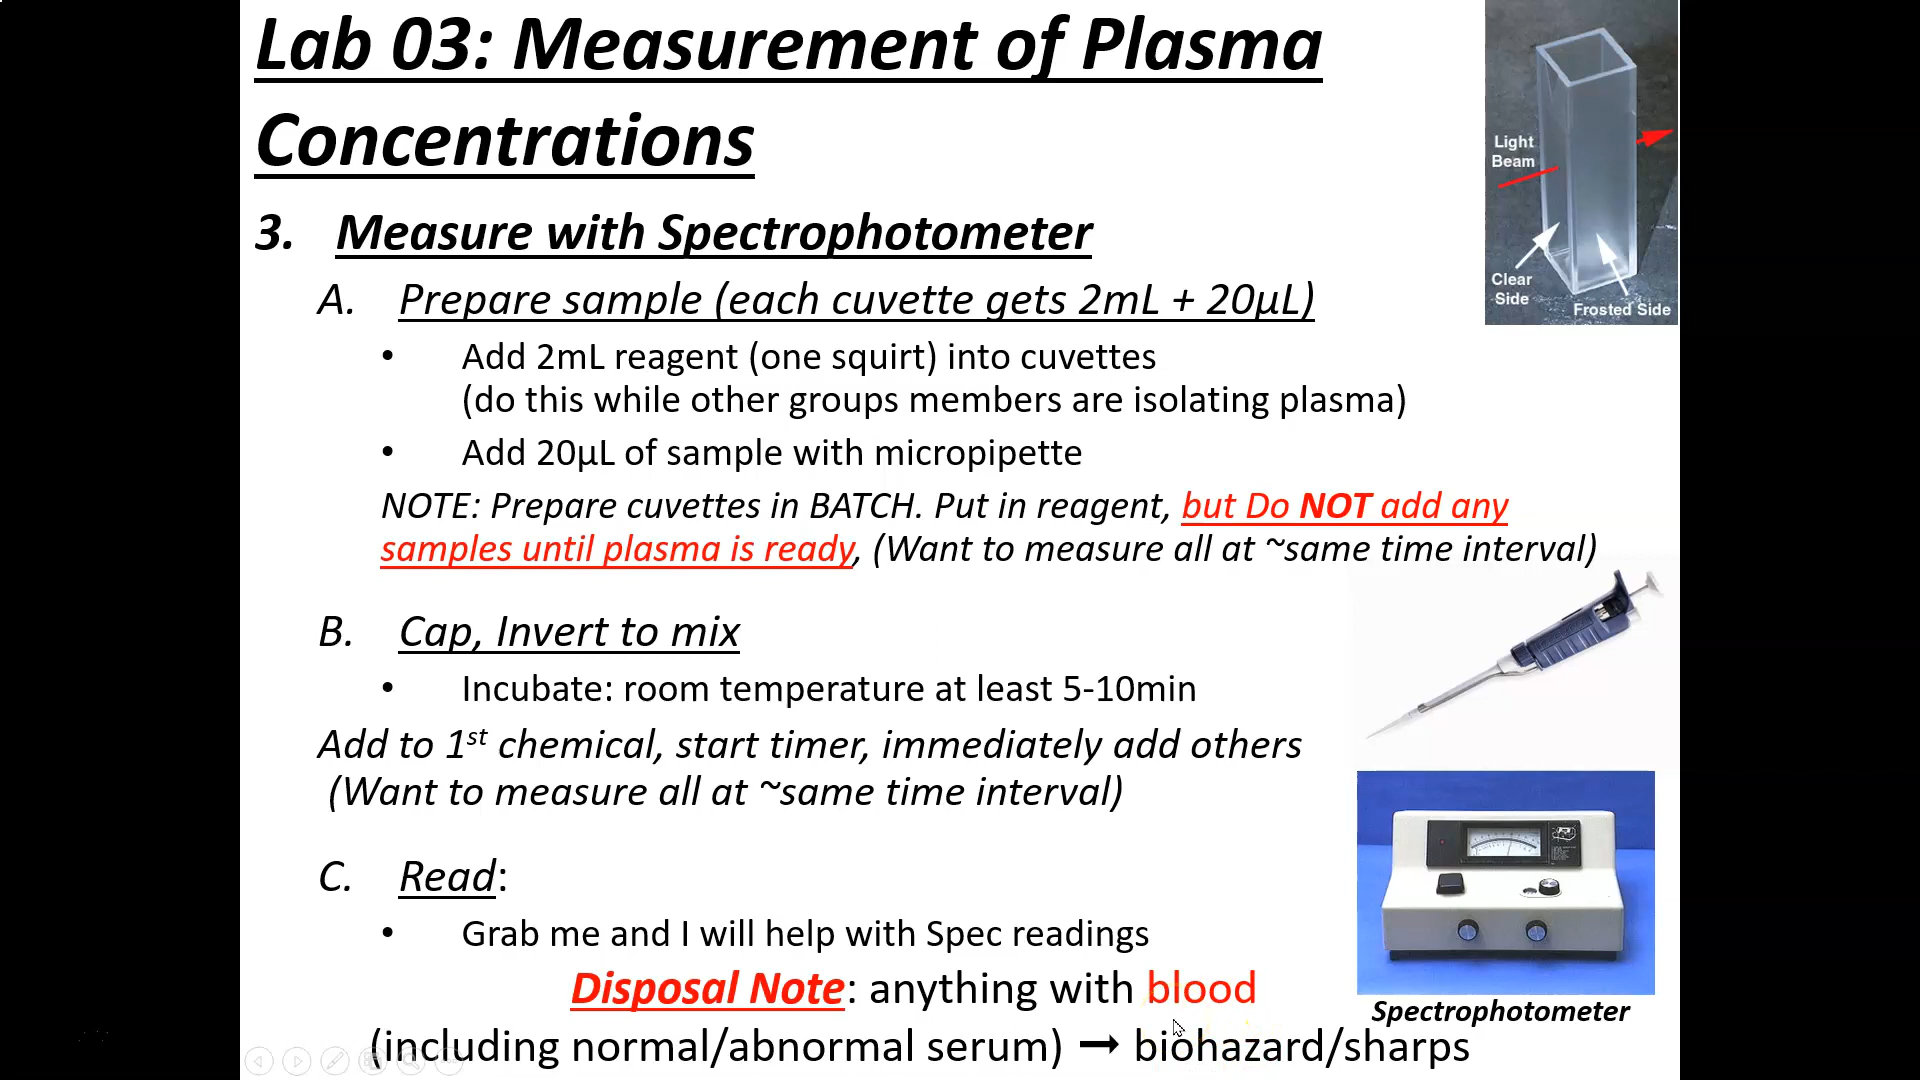 Lab 03: Measurement of Plasma
Concentrations
3. Measure with Spectrophotometer
A. Prepare sample (each cuvette gets 2mL + 20µL)
• Add 2mL reagent (one squirt) into cuvettes
(do this while other groups members are isolating plasma)
• Add 20µL of sample with micropipette
NOTE: Prepare cuvettes in BATCH. Put in reagent, but Do NOT add any
samples until plasma is ready, (Want to measure all at ~same time interval)
B. Cap, Invert to mix
• Incubate: room temperature at least 5-10min
Add to 1st chemical, start timer, immediately add others
(Want to measure all at ~same time interval)
C. Read:
• Grab me and I will help with Spec readings
Disposal Note: anything with blood
(including normal/abnormal serum) → biohazard/sharps
Light
Beam
Clear
Side
Frosted Side
Spectrophotometer